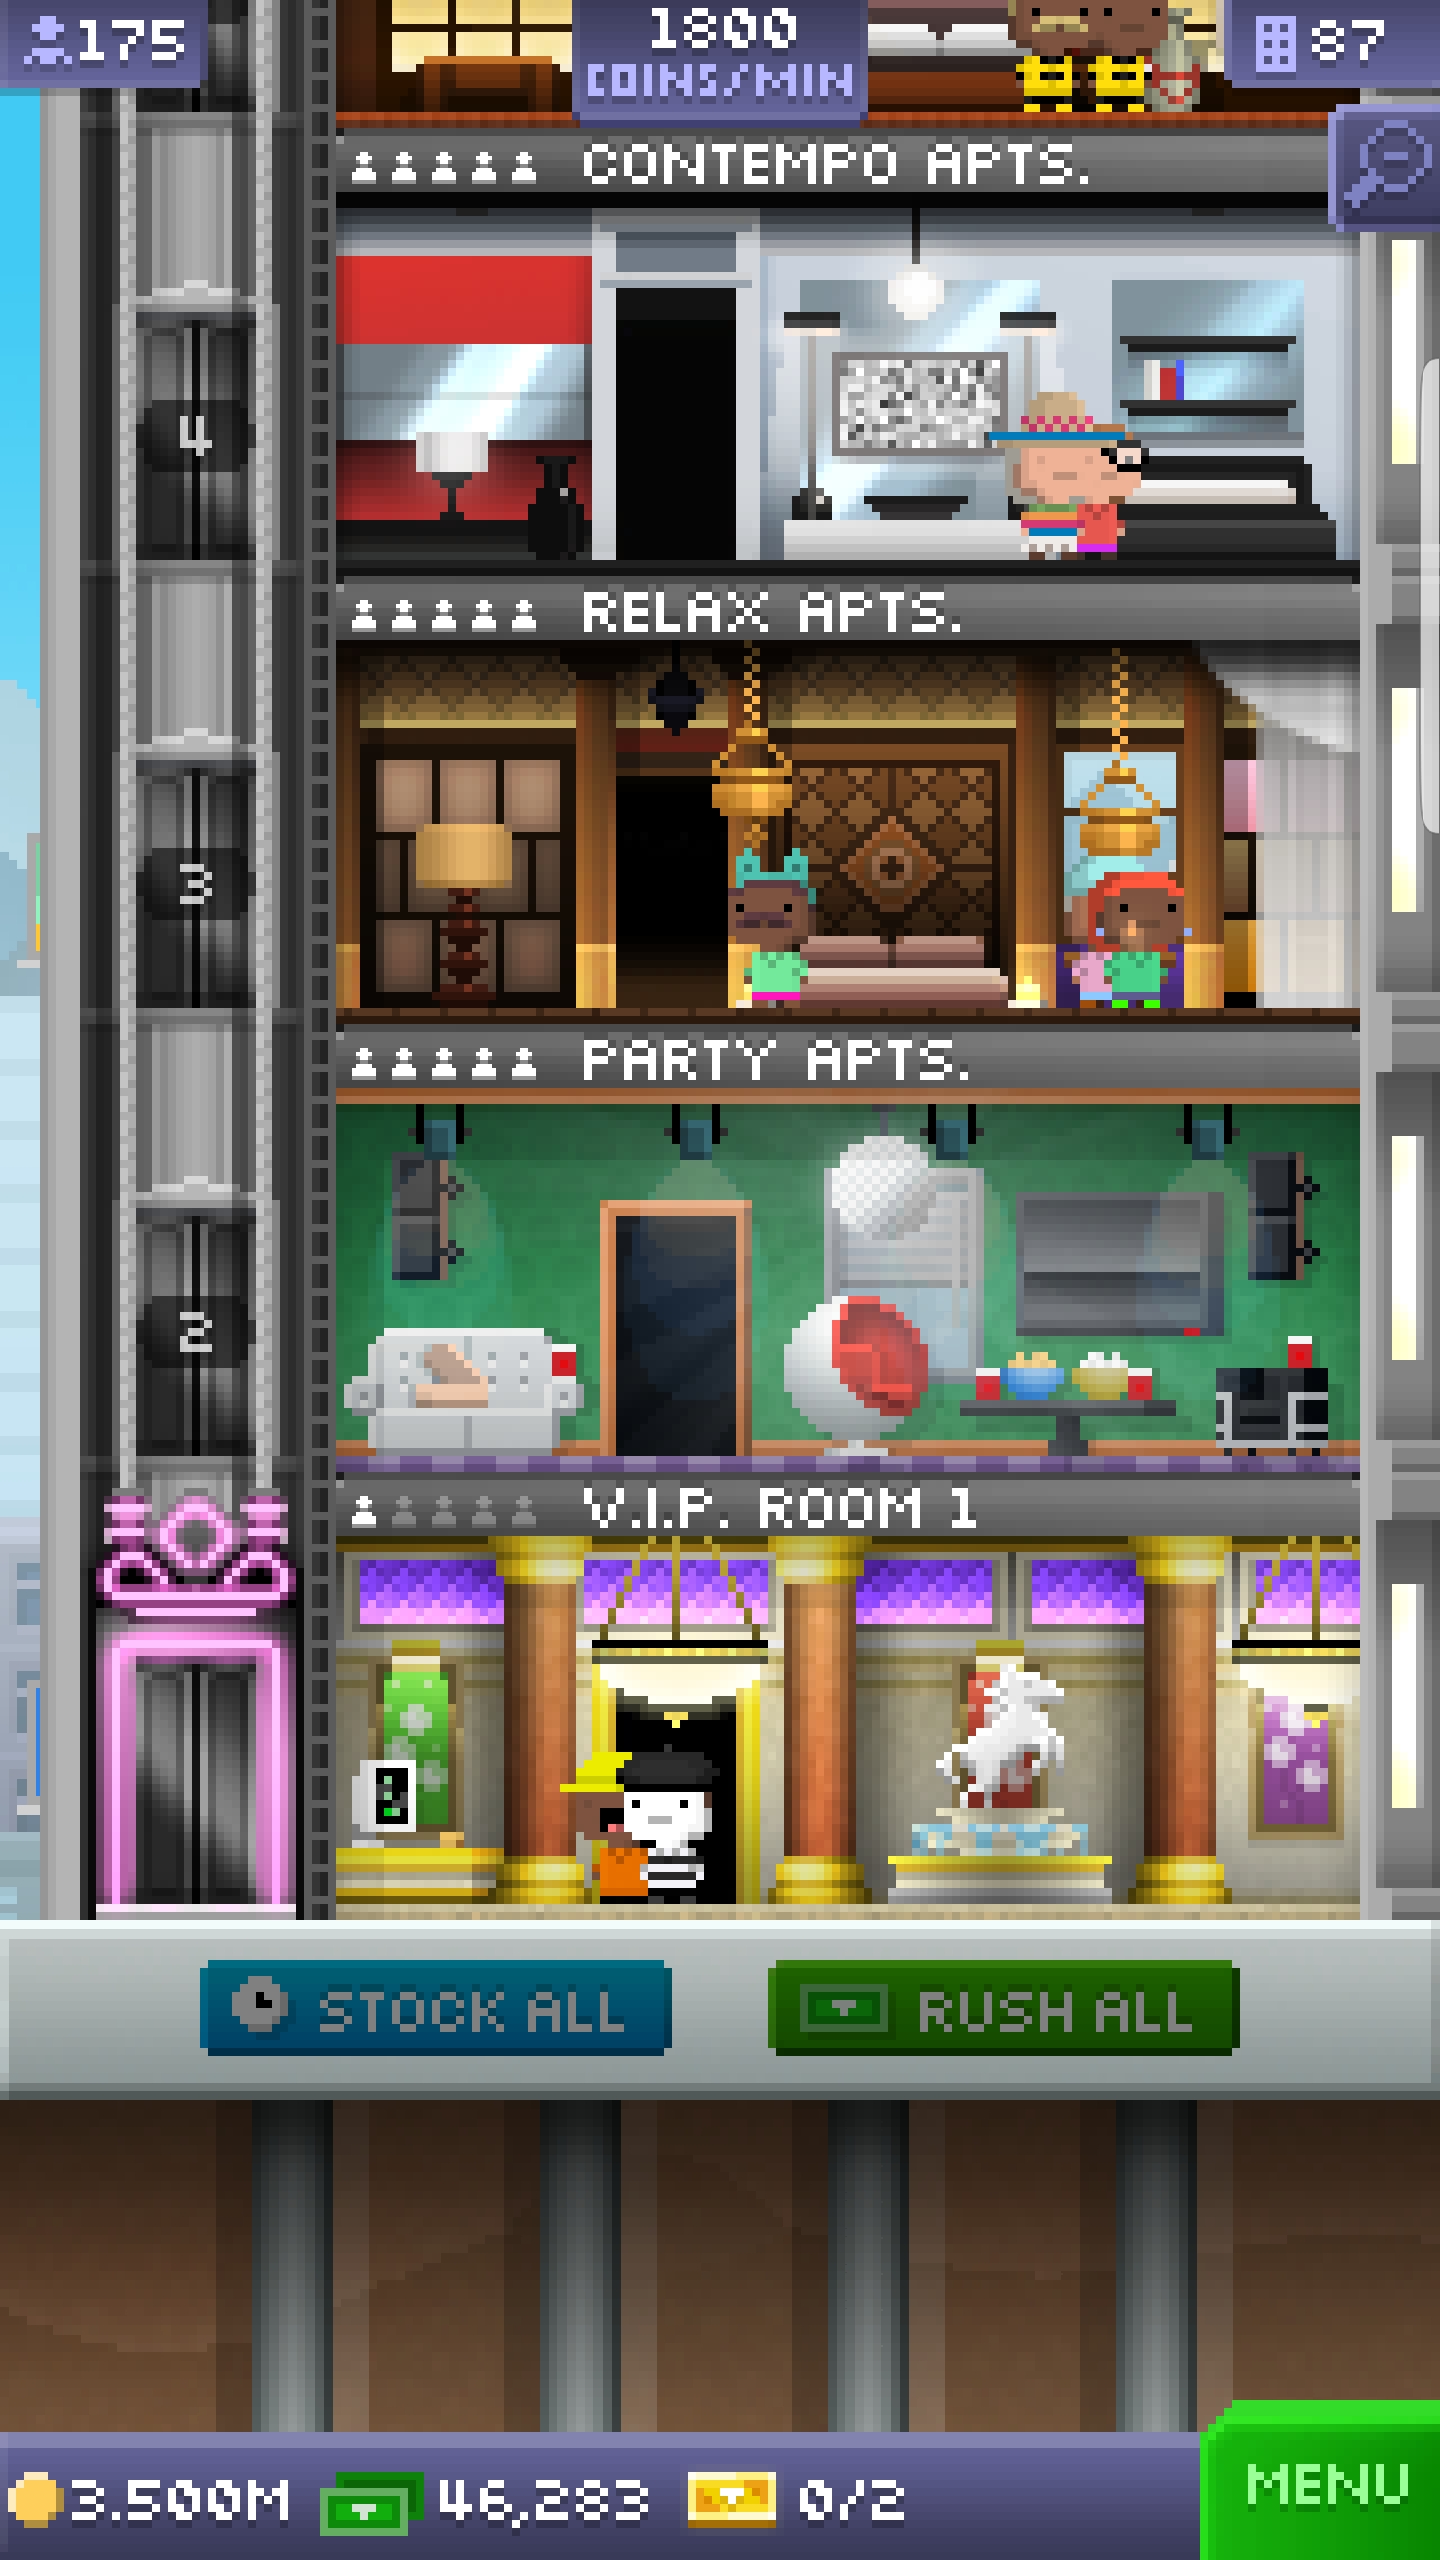 175
1800
COINS/MIN
87
CONTEMPO APTS.
4
RELAX APTS.
3
PARTY APTS.
2
V.I.P. ROOM 1
STOCK ALL
RUSH ALL
3.500M
46,283
0/2
MENU